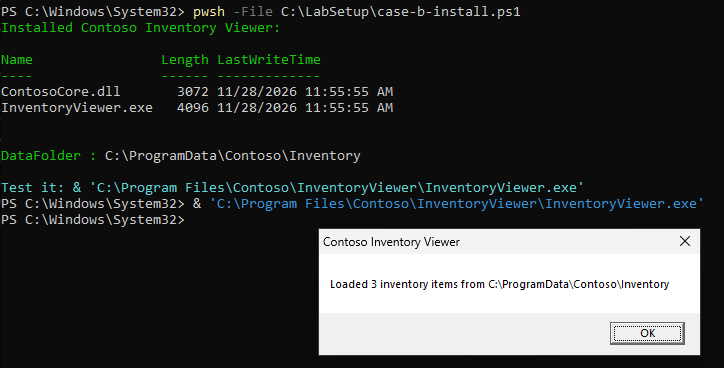 PS C:\Windows\System32> pwsh -File C:\LabSetup\case-b-install.ps1
Installed Contoso Inventory Viewer:
Name Length LastWriteTime
---- ------ -------------
ContosoCore.dll 3072 11/28/2026 11:55:55 AM
InventoryViewer.exe 4096 11/28/2026 11:55:55 AM
DataFolder : C:\ProgramData\Contoso\Inventory
Test it: & 'C:\Program Files\Contoso\InventoryViewer\InventoryViewer.exe'
PS C:\Windows\System32> & 'C:\Program Files\Contoso\InventoryViewer\InventoryViewer.exe'
PS C:\Windows\System32>
Contoso Inventory Viewer
Loaded 3 inventory items from C:\ProgramData\Contoso\Inventory
OK